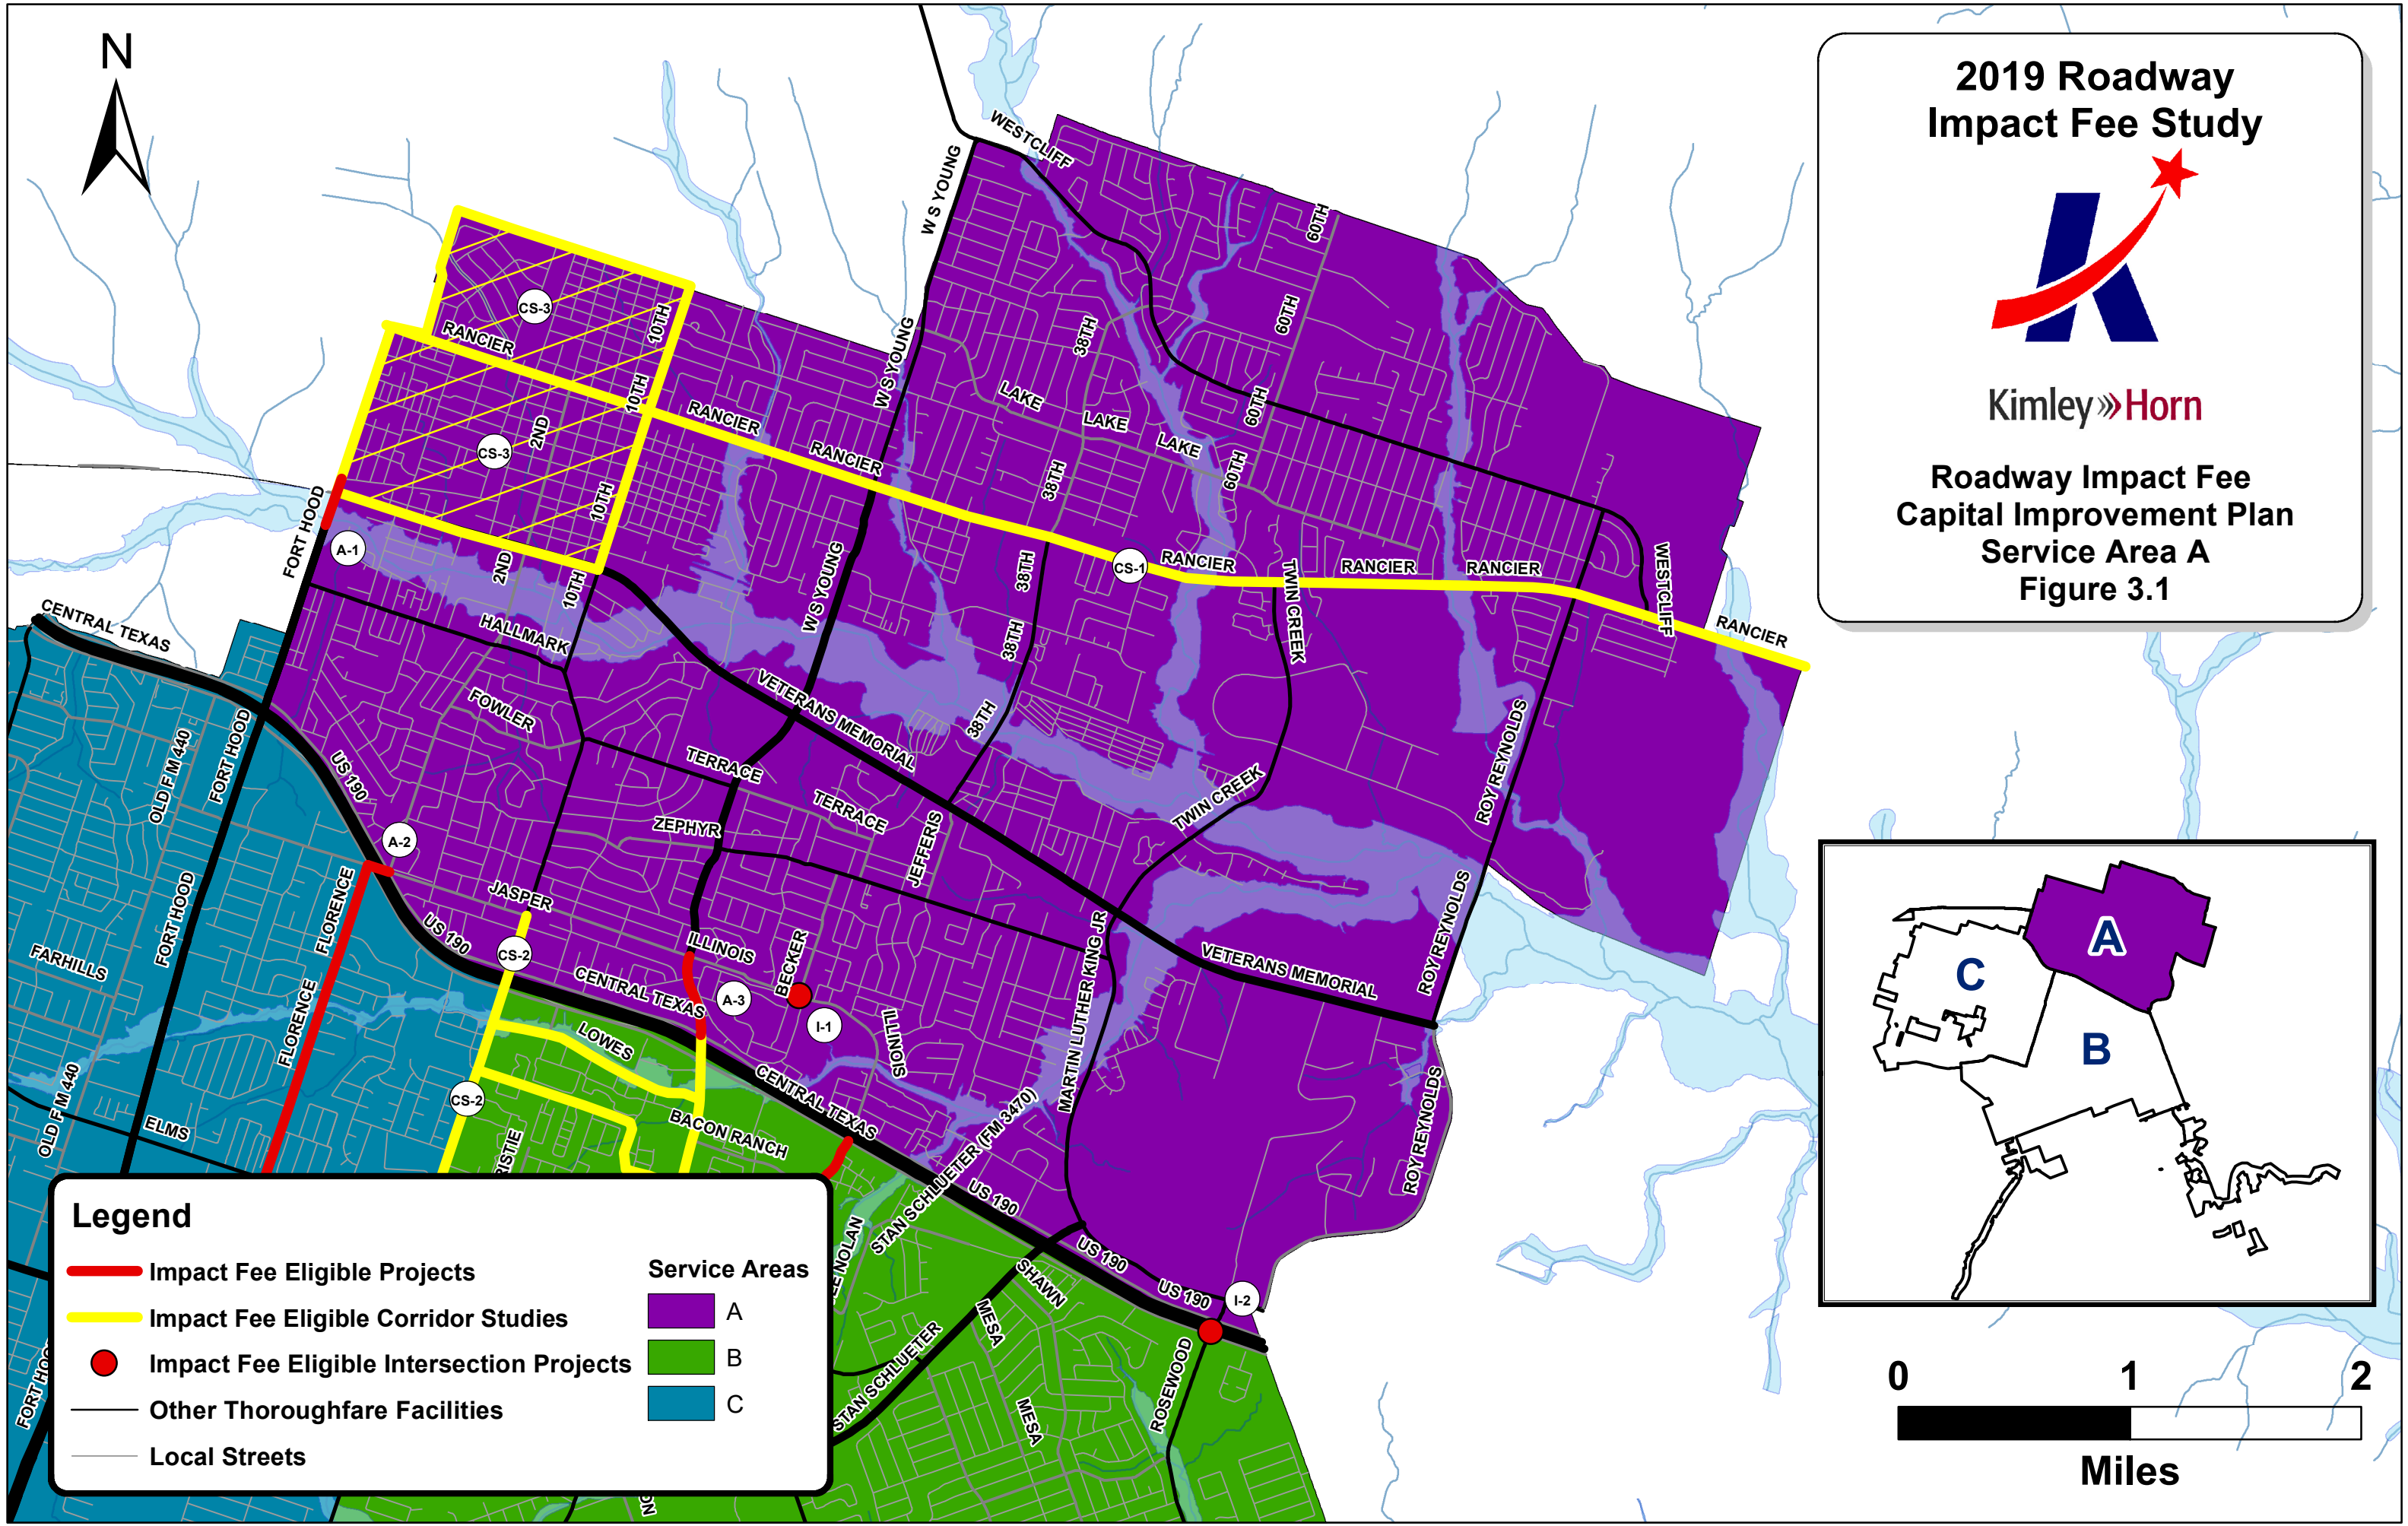 N
2019 Roadway
Impact Fee Study
K
Kimley»Horn
Roadway Impact Fee
Capital Improvement Plan
Service Area A
Figure 3.1
WESTCLIFF
W S YOUNG
60TH
CS-3
10TH
RANCIER
60TH
38TH
W S YOUNG
10TH
LAKE
LAKE
LAKE
60TH
RANCIER
2ND
CS-3
RANCIER
60TH
38TH
10TH
FORT HOOD
A-1
2ND
10TH
W S YOUNG
38TH
CS-1
RANCIER
TWIN CREEK
RANCIER
RANCIER
WESTCLIFF
RANCIER
CENTRAL TEXAS
HALLMARK
38TH
FOWLER
VETERANS MEMORIAL
38TH
ROY REYNOLDS
OLD F M 440
FORT HOOD
US 190
TERRACE
TERRACE
TWIN CREEK
ZEPHYR
JEFFERIS
A-2
FLORENCE
FORT HOOD
JASPER
US 190
CS-2
ILLINOIS
BECKER
CENTRAL TEXAS
A-3
I-1
ILLINOIS
MARTIN LUTHER KING JR
VETERANS MEMORIAL
ROY REYNOLDS
FARHILLS
FLORENCE
LOWES
CENTRAL TEXAS
CS-2
BACON RANCH
OLD F M 440
ELMS
RISTIE
STAN SCHLUETER (FM 3470)
ROY REYNOLDS
US 190
US 190
US 190
I-2
E NOLAN
SHAWN
MESA
STAN SCHLUETER
MESA
ROSEWOOD
FORT HOO
Legend
Impact Fee Eligible Projects
Impact Fee Eligible Corridor Studies
Impact Fee Eligible Intersection Projects
Other Thoroughfare Facilities
Local Streets
Service Areas
A
B
C
A
C
B
0 1 2
Miles